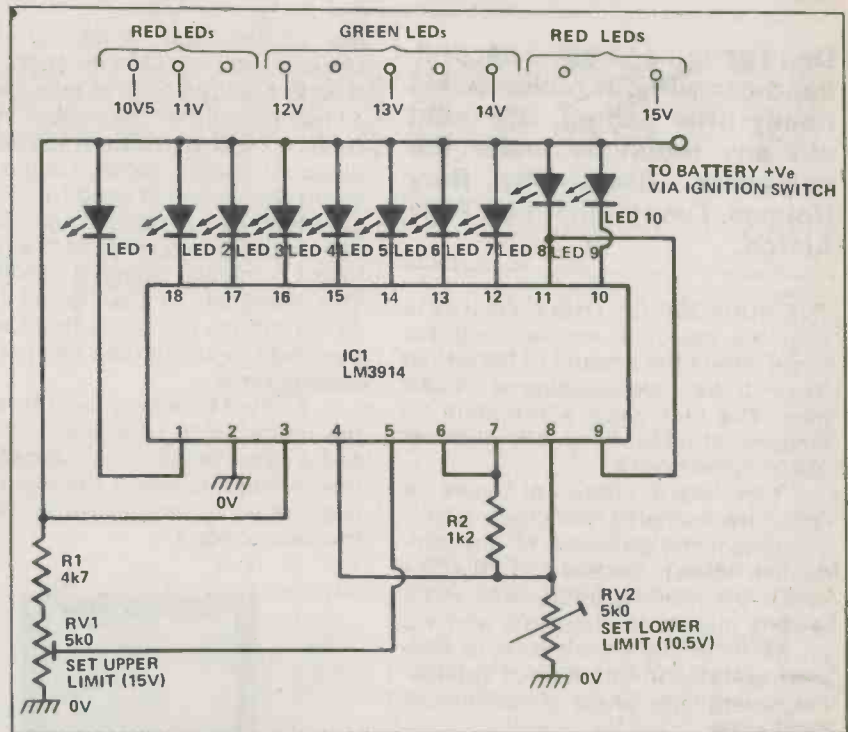 RED LEDs GREEN LEDs RED LEDS
10V5 11V 12V 13V 14V 15V
TO BATTERY +Ve
VIA IGNITION SWITCH
LED 10
LED 1 LED 2 LED 3 LED 4 LED 5 LED 6 LED 7 LED 8 LED 9
18 17 16 15 14 13 12 11 10
IC1
LM3914
1 2 3 4 5 6 7 8 9
0V
R2
1k2
R1
4k7
RV1
5k0
SET UPPER
LIMIT (15V)
0V
RV2
5k0
SET LOWER
LIMIT (10.5V)
0V